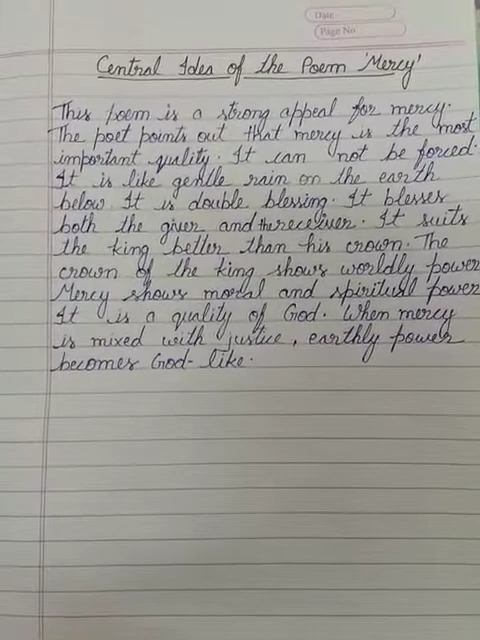 Date -
Page No
Central Idea of the Poem 'Mercy'
This poem is a strong appeal for mercy.
The poet points out that mercy is the most
important quality. It can not be forced.
It is like gentle rain on the earth
below. It is double blessing. It blesses
both the giver and the receiver. It suits
the king better than his crown. The
crown of the king shows worldly power
Mercy shows moral and spiritual power
It is a quality of God. When mercy
is mixed with justice, earthly power
becomes God-like.